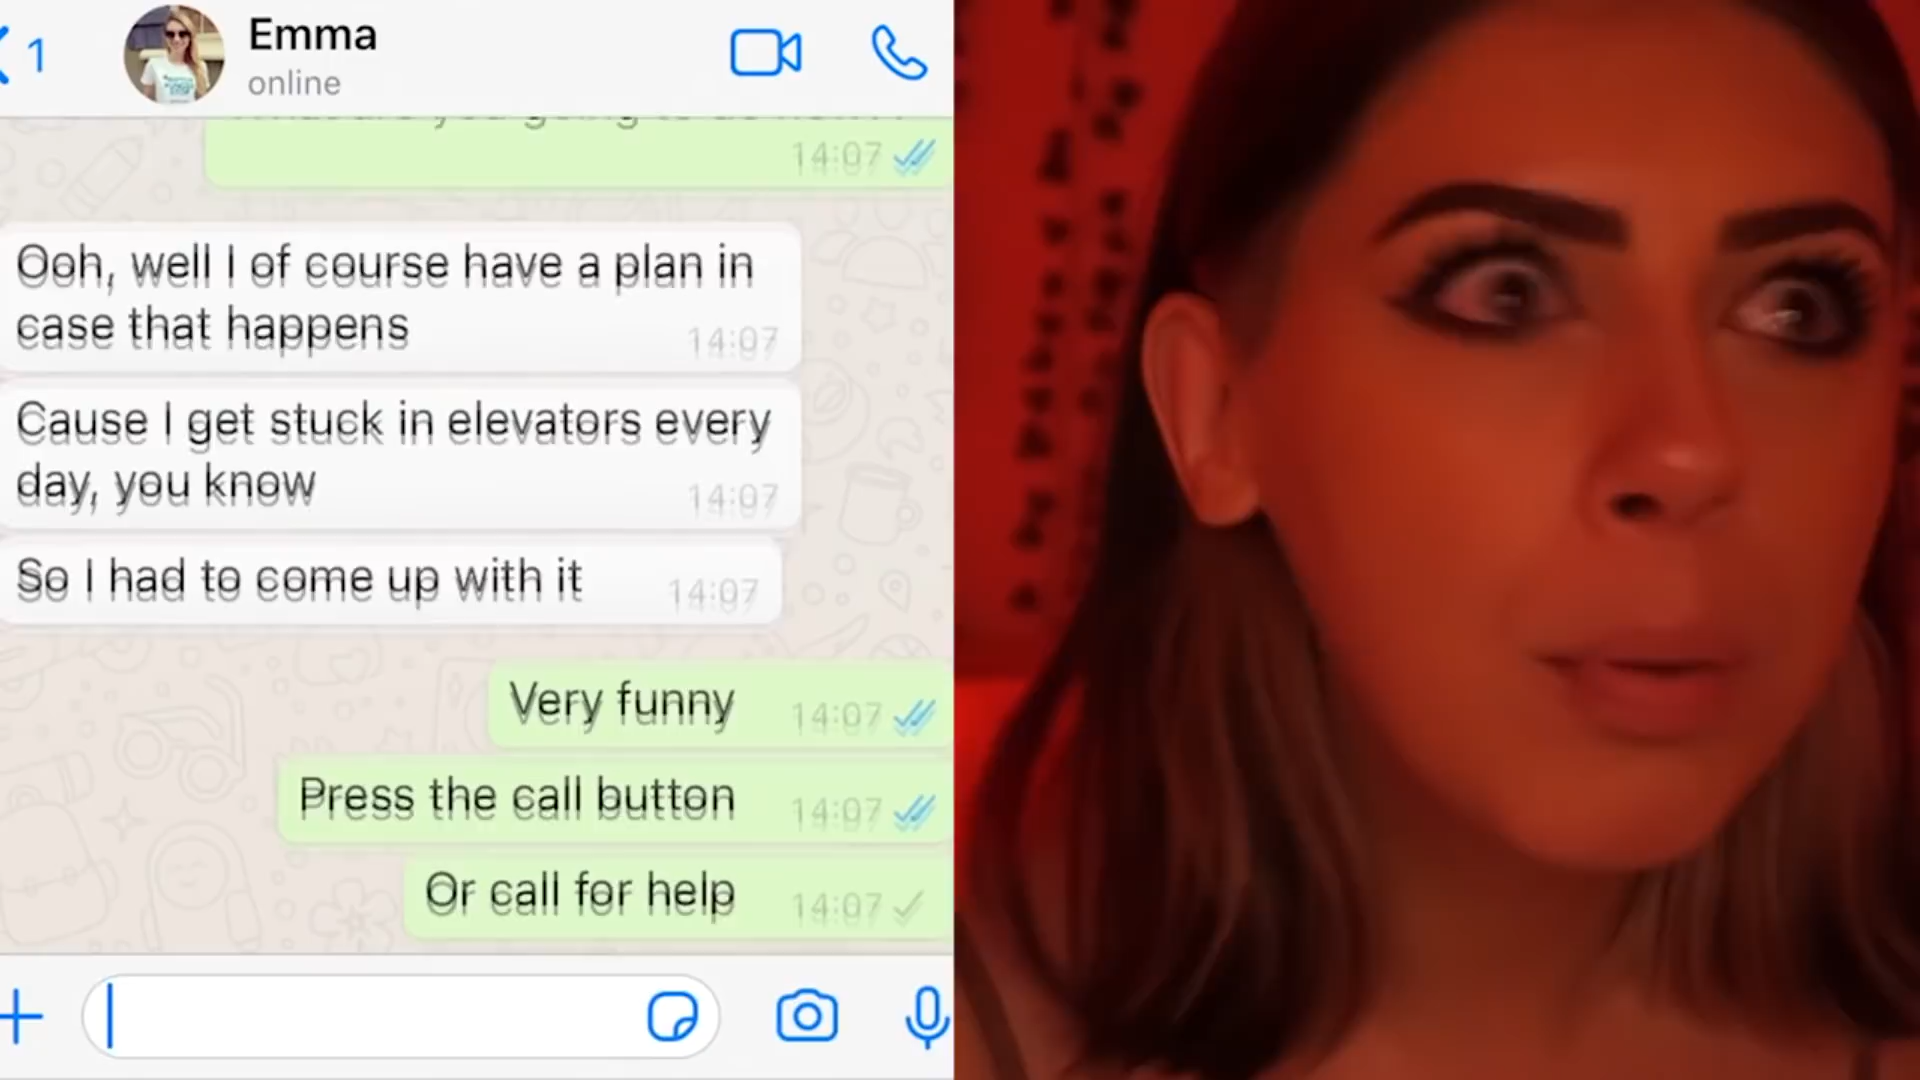 1
Emma
online
14:07
Ooh, well I of course have a plan in
case that happens
14:07
Cause I get stuck in elevators every
day, you know
14:07
So I had to come up with it
14:07
Very funny
14:07
Press the call button
14:07
Or call for help
14:07